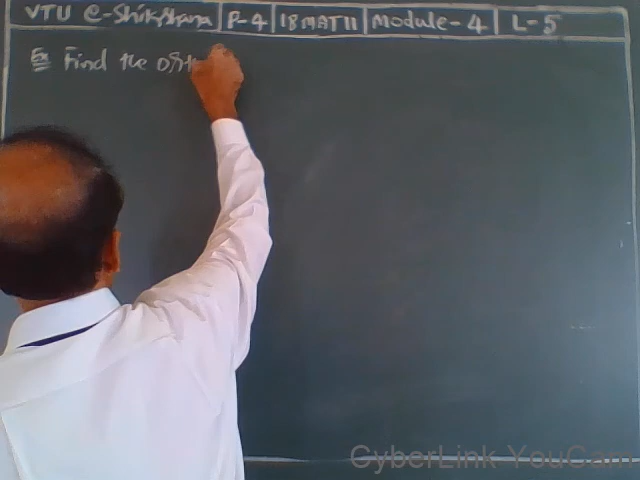 VTU e-Shikshana | P-4 | 18MAT11 | Module-4 | L-5
Ex Find the
CyberLink YouCam